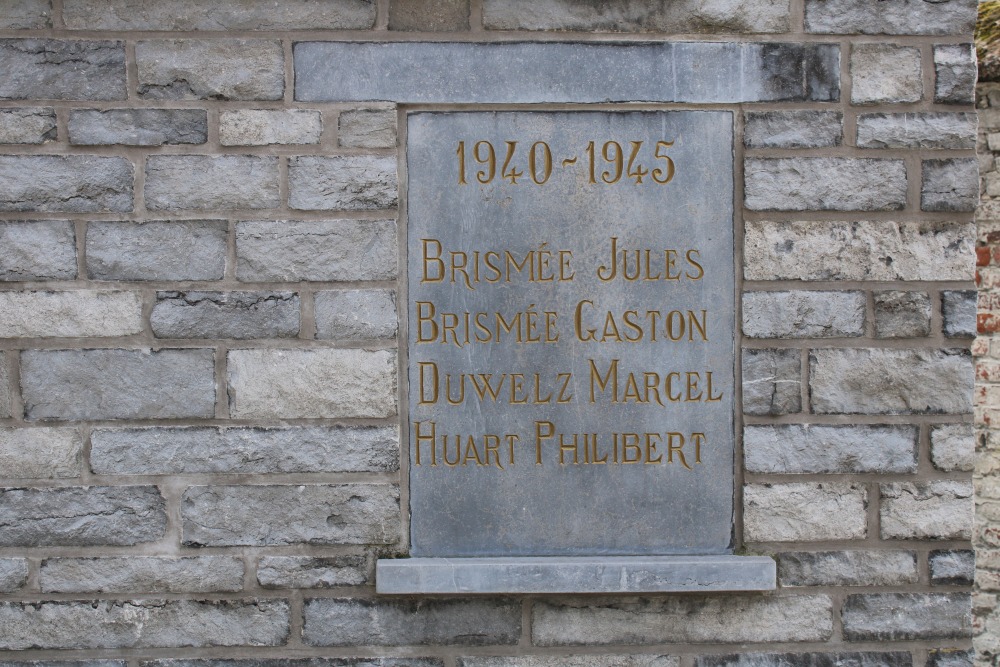 1940-1945
Brismée Jules
Brismée Gaston
Duwelz Marcel
Huart Philibert